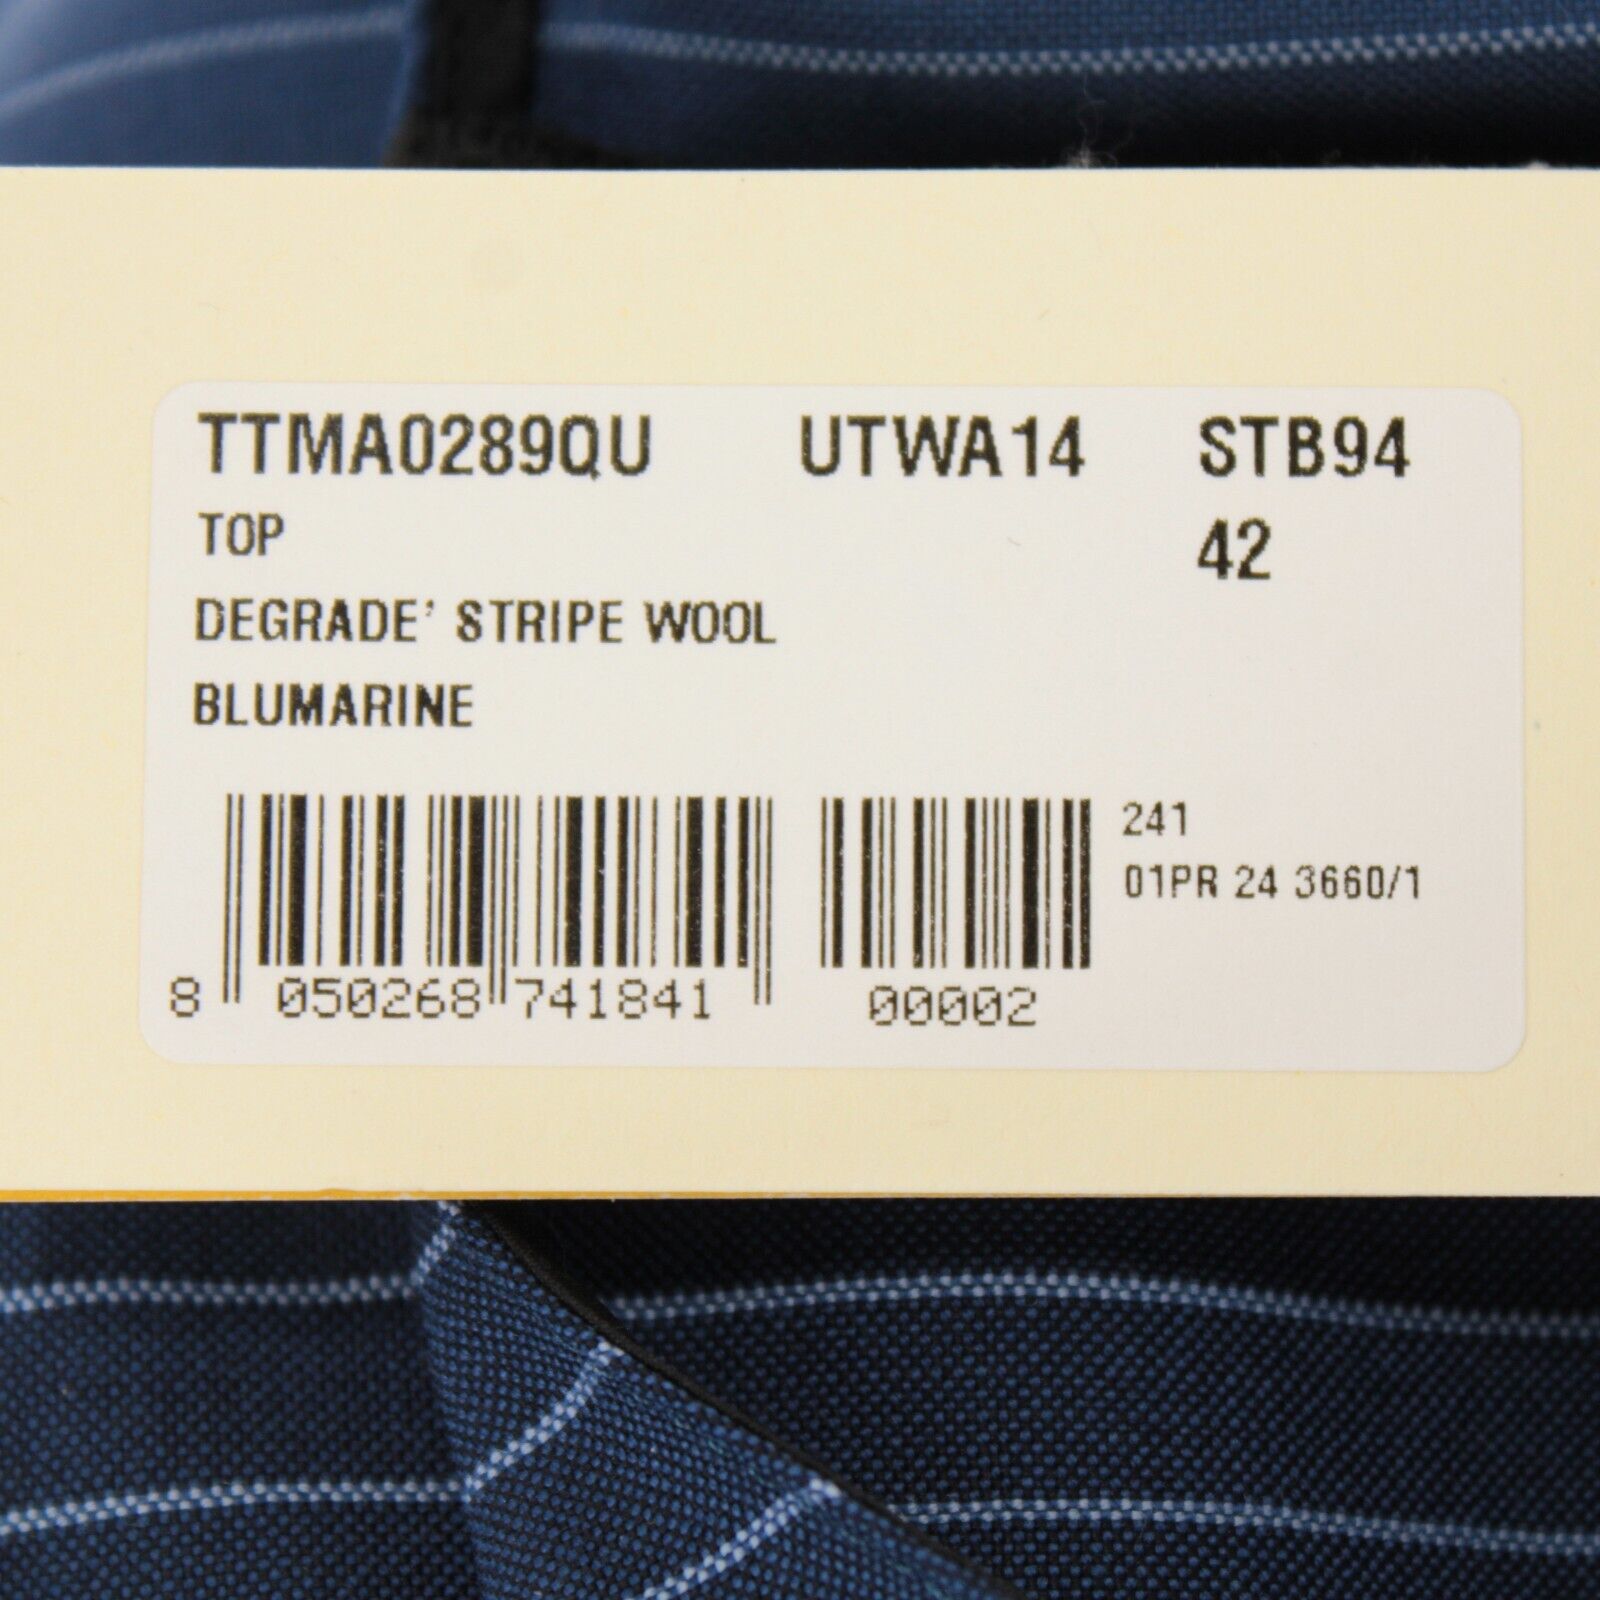 TTMA0289QU UTWA14 STB94
TOP 42
DEGRADE' STRIPE WOOL
BLUMARINE
241
01PR 24 3660/1
8 050268 741841 00002